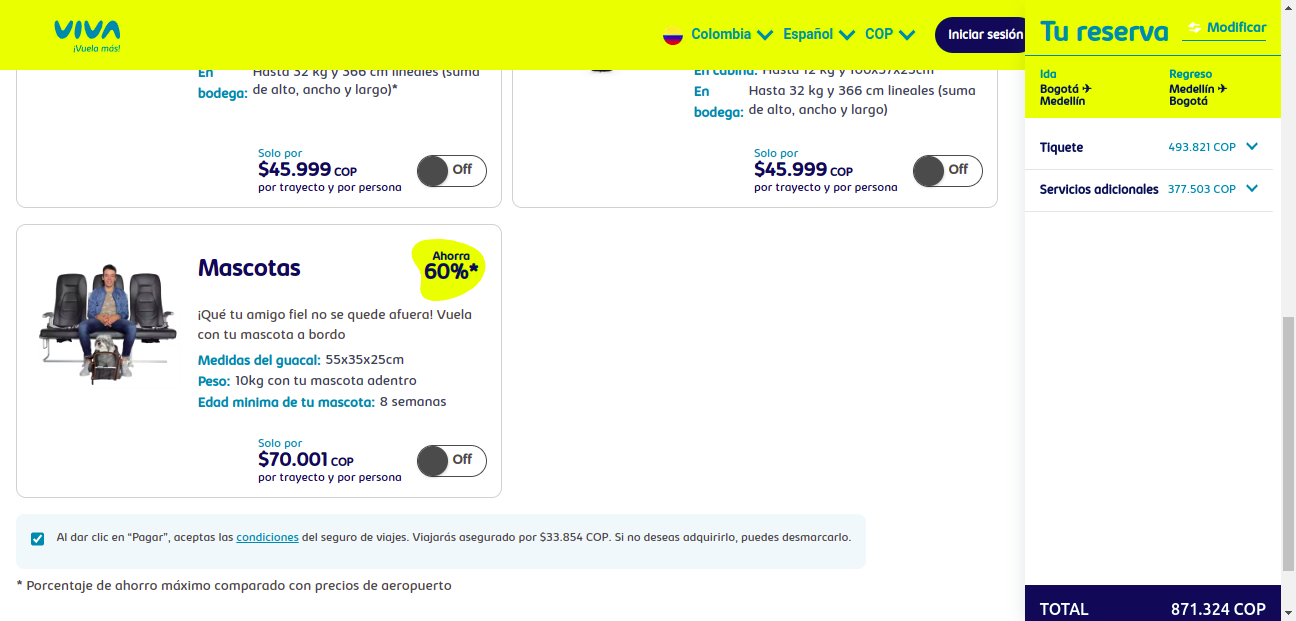 VIVA
¡Vuela más!
Colombia Español COP Iniciar sesión
Tu reserva Modificar
Ida
Bogotá ✈
Medellín
Regreso
Medellín ✈
Bogotá
Tiquete 493.821 COP
Servicios adicionales 377.503 COP
En bodega: Hasta 32 kg y 366 cm lineales (suma
de alto, ancho y largo)*
Solo por
$45.999 COP
por trayecto y por persona
Off
En cabina: Hasta 12 kg y 100x37x25cm
En bodega: Hasta 32 kg y 366 cm lineales (suma
de alto, ancho y largo)
Solo por
$45.999 COP
por trayecto y por persona
Off
Mascotas
Ahorra
60%*
¡Qué tu amigo fiel no se quede afuera! Vuela
con tu mascota a bordo
Medidas del guacal: 55x35x25cm
Peso: 10kg con tu mascota adentro
Edad minima de tu mascota: 8 semanas
Solo por
$70.001 COP
por trayecto y por persona
Off
Al dar clic en “Pagar”, aceptas las condiciones del seguro de viajes. Viajarás asegurado por $33.854 COP. Si no deseas adquirirlo, puedes desmarcarlo.
* Porcentaje de ahorro máximo comparado con precios de aeropuerto
TOTAL 871.324 COP